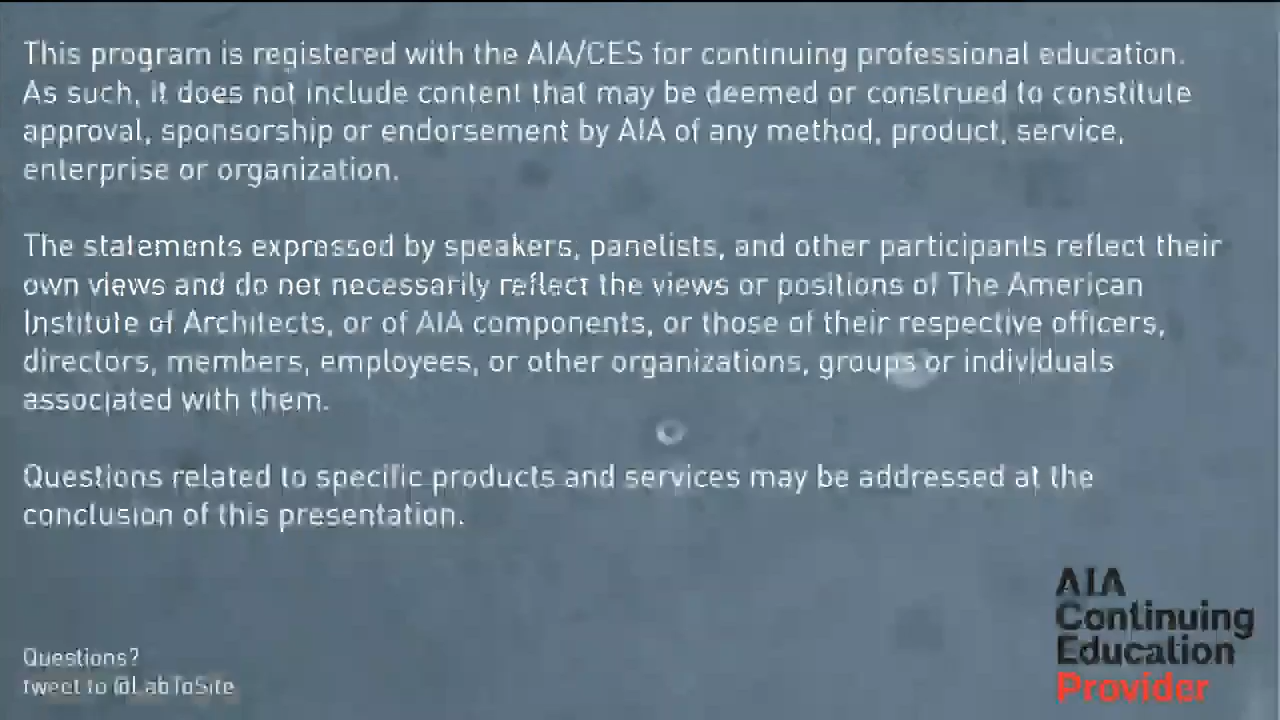 This program is registered with the AIA/CES for continuing professional education.
As such, it does not include content that may be deemed or construed to constitute
approval, sponsorship or endorsement by AIA of any method, product, service,
enterprise or organization.
The statements expressed by speakers, panelists, and other participants reflect their
own views and do not necessarily reflect the views or positions of The American
Institute of Architects, or of AIA components, or those of their respective officers,
directors, members, employees, or other organizations, groups or individuals
associated with them.
Questions related to specific products and services may be addressed at the
conclusion of this presentation.
Questions?
tweet to @LabToSite
AIA
Continuing
Education
Provider